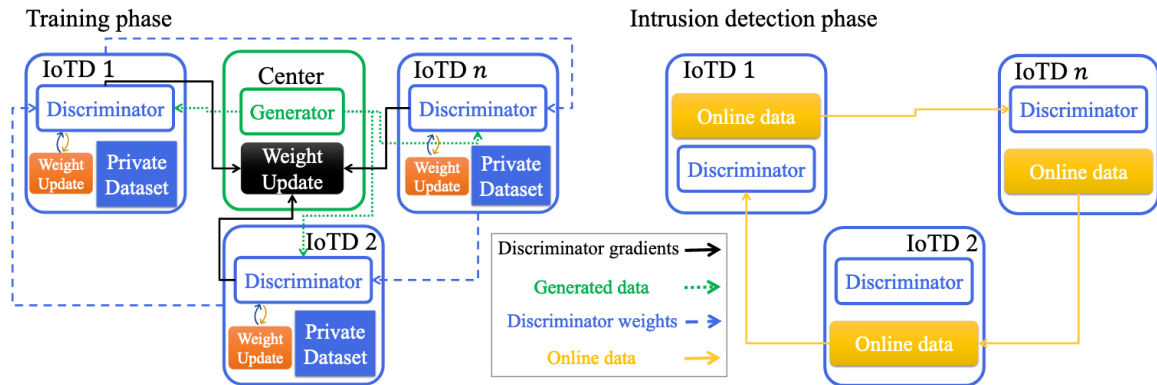 Training phase
IoTD 1
Discriminator
Weight
Update
Private
Dataset
Center
Generator
Weight
Update
IoTD n
Discriminator
Weight
Update
Private
Dataset
IoTD 2
Discriminator
Weight
Update
Private
Dataset
Discriminator gradients
Generated data
Discriminator weights
Online data
Intrusion detection phase
IoTD 1
Online data
Discriminator
IoTD n
Discriminator
Online data
IoTD 2
Discriminator
Online data